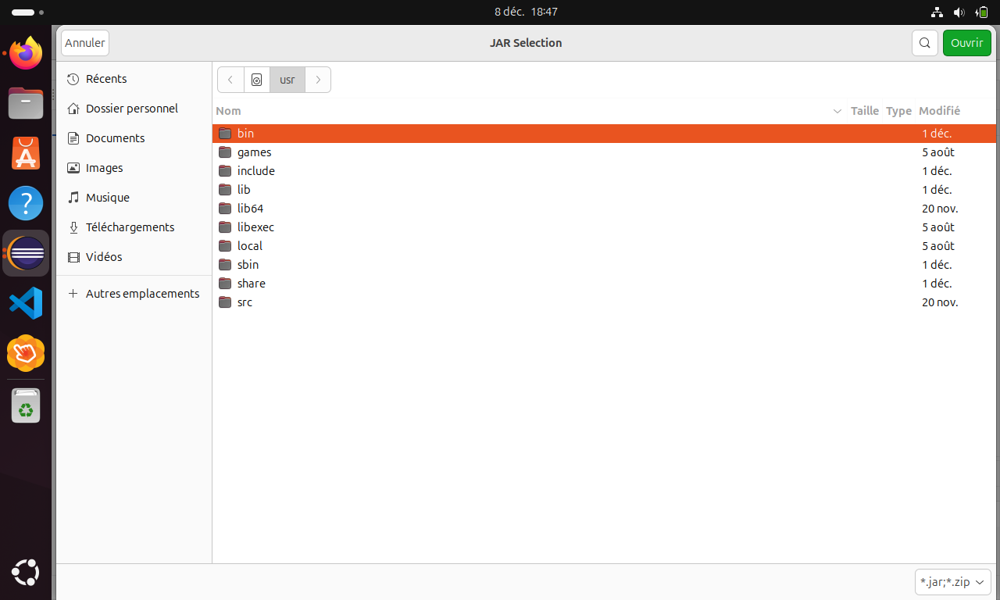 8 déc. 18:47
Annuler
JAR Selection
Ouvrir
Récents
Dossier personnel
Documents
Images
Musique
Téléchargements
Vidéos
Autres emplacements
usr
Nom Taille Type Modifié
bin 1 déc.
games 5 août
include 1 déc.
lib 1 déc.
lib64 20 nov.
libexec 5 août
local 5 août
sbin 1 déc.
share 1 déc.
src 20 nov.
*.jar;*.zip